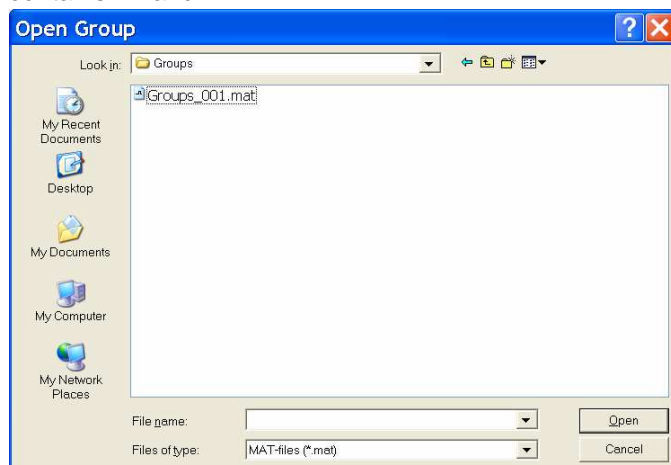 Open Group
Look in: Groups
Groups_001.mat
My Recent
Documents
Desktop
My Documents
My Computer
My Network
Places
File name:
Open
Files of type: MAT-files (*.mat)
Cancel